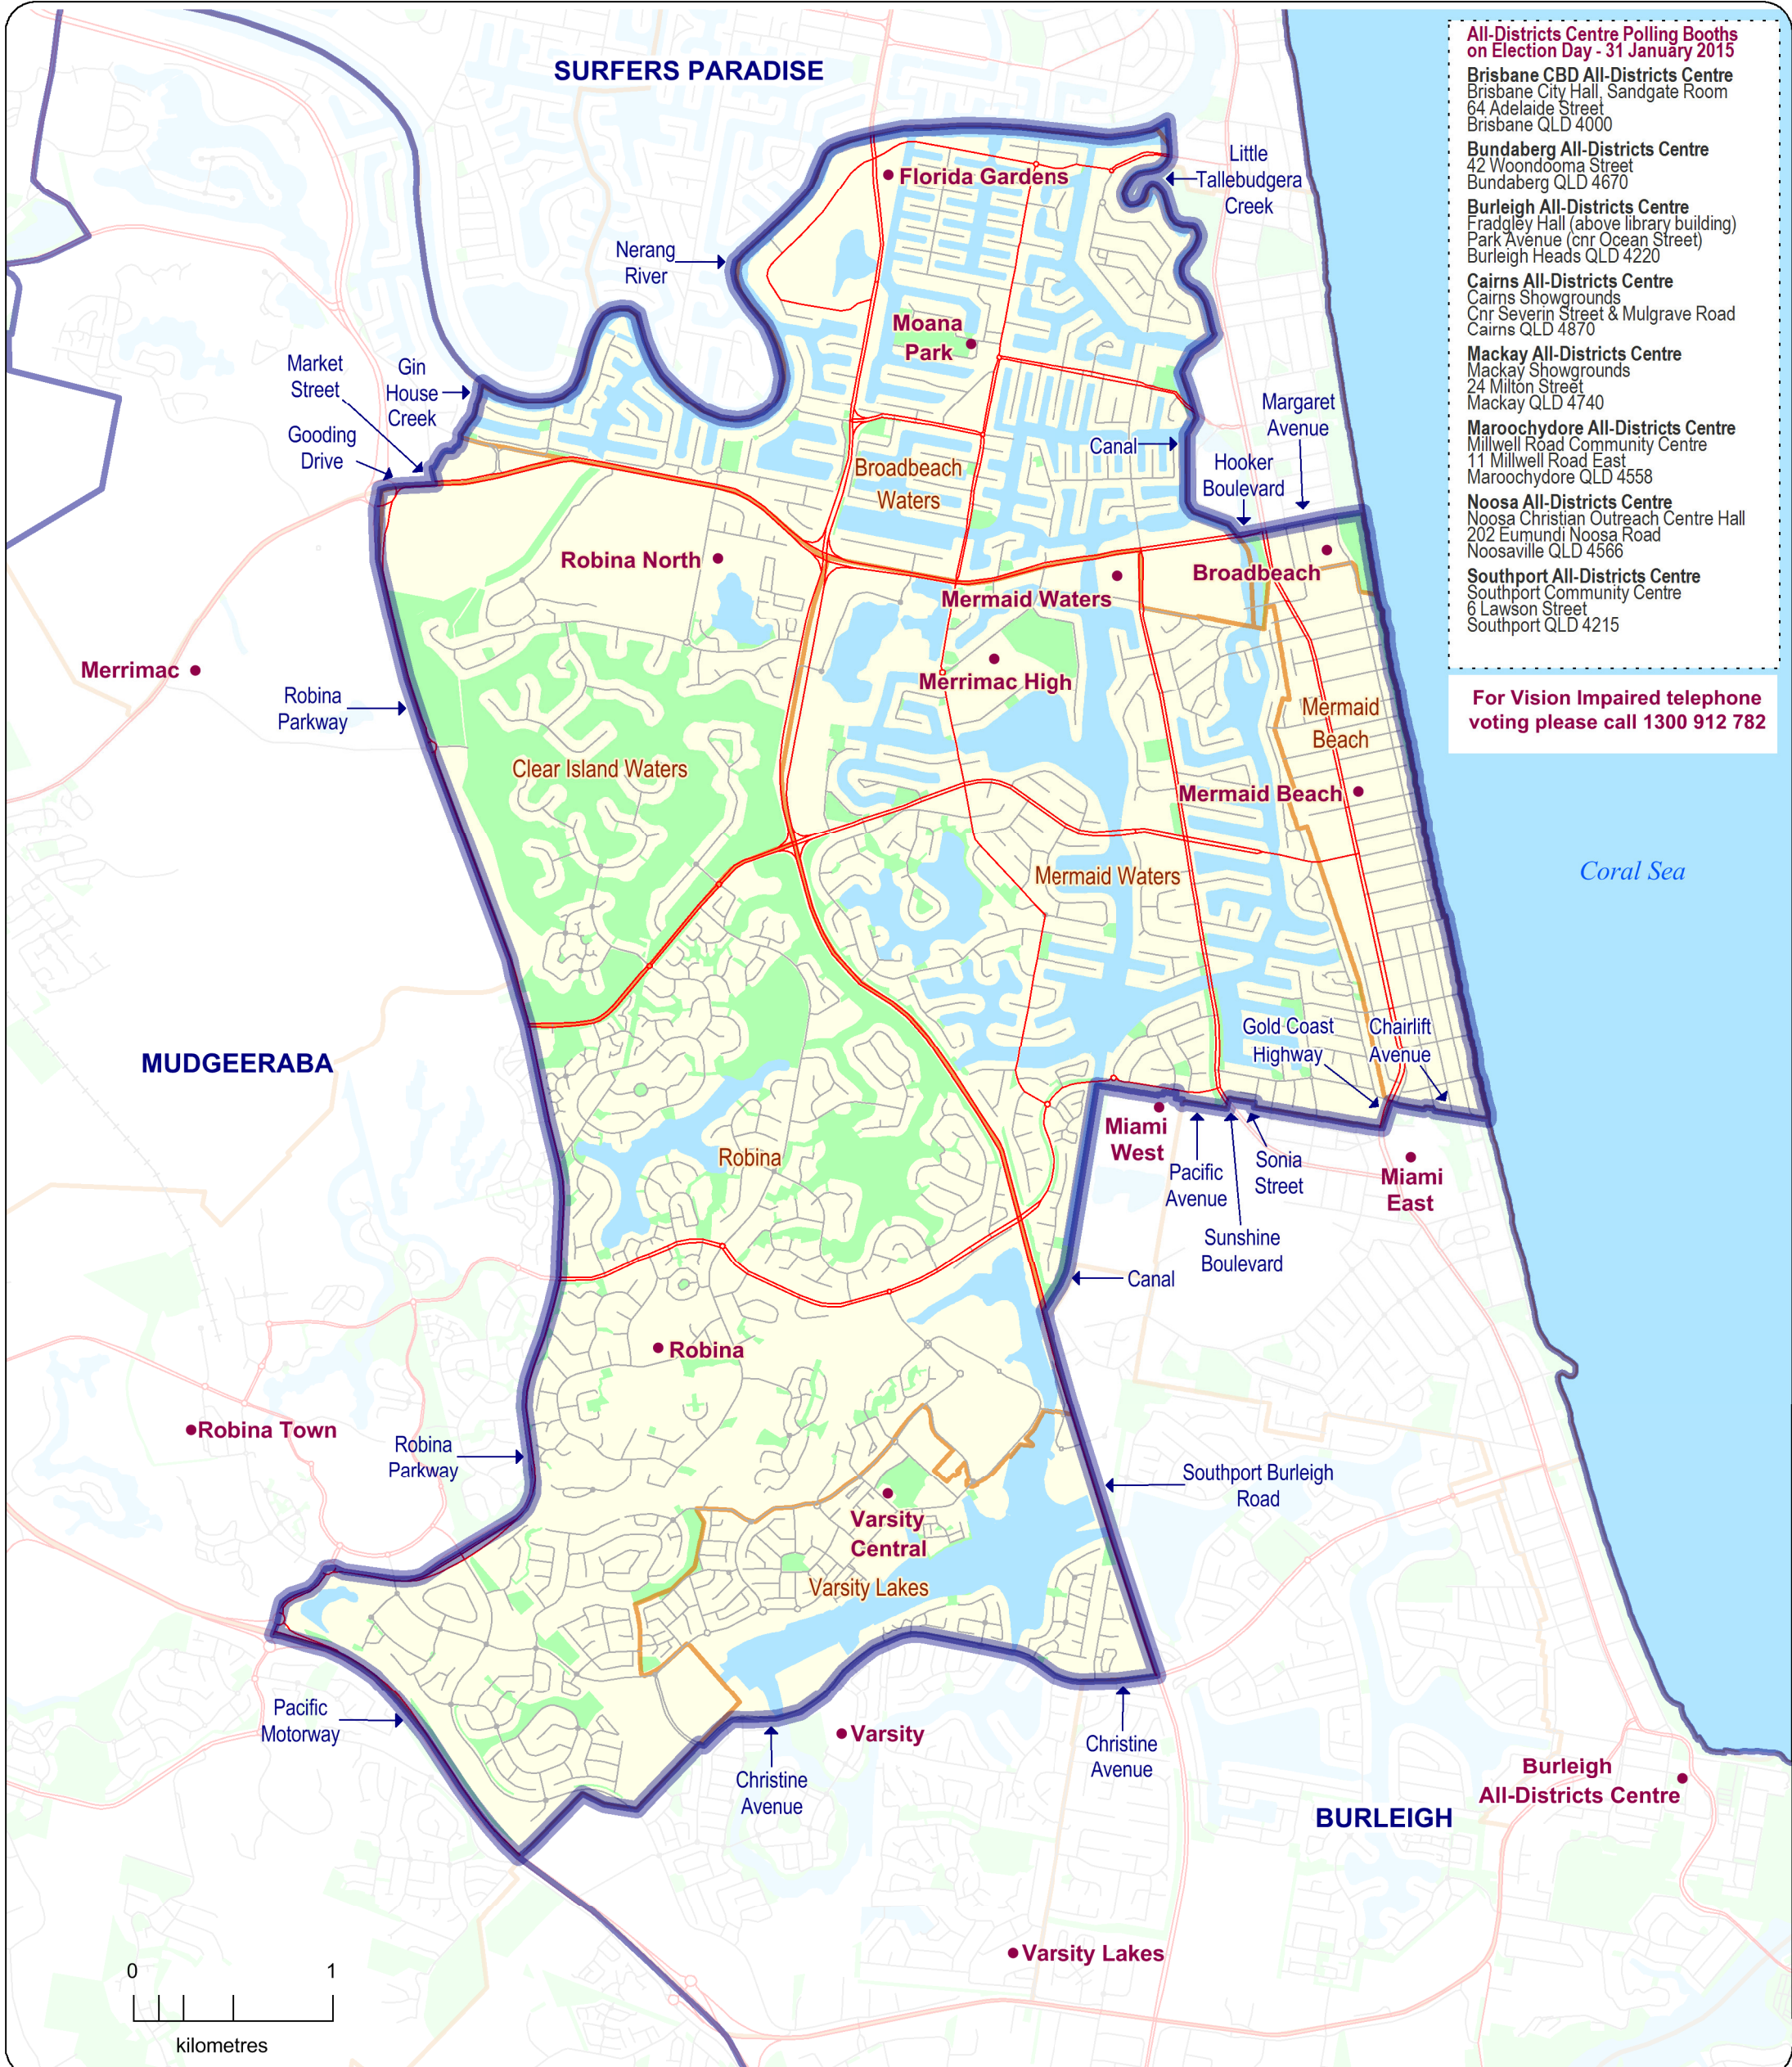 SURFERS PARADISE
All-Districts Centre Polling Booths
on Election Day - 31 January 2015
Brisbane CBD All-Districts Centre
Brisbane City Hall, Sandgate Room
64 Adelaide Street
Brisbane QLD 4000
Bundaberg All-Districts Centre
42 Woondooma Street
Bundaberg QLD 4670
Burleigh All-Districts Centre
Fradgley Hall (above library building)
Park Avenue (cnr Ocean Street)
Burleigh Heads QLD 4220
Cairns All-Districts Centre
Cairns Showgrounds
Cnr Severin Street & Mulgrave Road
Cairns QLD 4870
Mackay All-Districts Centre
Mackay Showgrounds
24 Milton Street
Mackay QLD 4740
Maroochydore All-Districts Centre
Millwell Road Community Centre
11 Millwell Road East
Maroochydore QLD 4558
Noosa All-Districts Centre
Noosa Christian Outreach Centre Hall
202 Eumundi Noosa Road
Noosaville QLD 4566
Southport All-Districts Centre
Southport Community Centre
6 Lawson Street
Southport QLD 4215
For Vision Impaired telephone
voting please call 1300 912 782
Little
Tallebudgera
Creek
Florida Gardens
Nerang
River
Moana
Park
Market
Street
Gin
House
Creek
Gooding
Drive
Margaret
Avenue
Canal
Hooker
Boulevard
Broadbeach
Waters
Robina North
Broadbeach
Mermaid Waters
Merrimac
Merrimac High
Robina
Parkway
Mermaid
Beach
Clear Island Waters
Mermaid Beach
Mermaid Waters
Coral Sea
Gold Coast
Highway
Chairlift
Avenue
MUDGEERABA
Miami
West
Pacific
Avenue
Sonia
Street
Miami
East
Robina
Sunshine
Boulevard
Canal
Robina
Robina Town
Robina
Parkway
Southport Burleigh
Road
Varsity
Central
Varsity Lakes
Pacific
Motorway
Varsity
Christine
Avenue
Christine
Avenue
Burleigh
All-Districts Centre
BURLEIGH
Varsity Lakes
0 1
kilometres